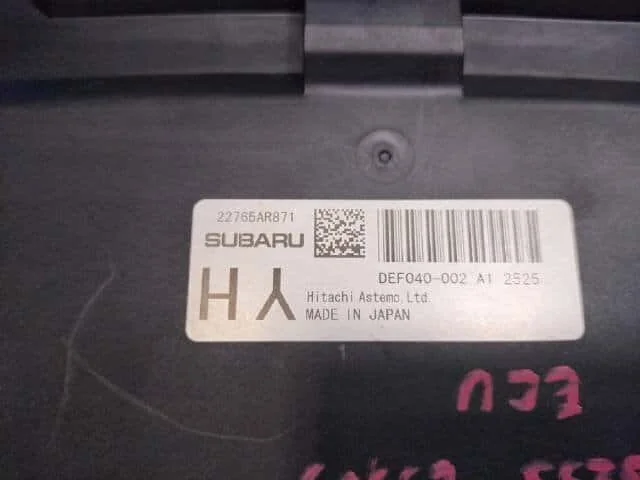 22765AR871
SUBARU
HY
DEF040-002 A1 2525
Hitachi Astemo, Ltd.
MADE IN JAPAN
ECU